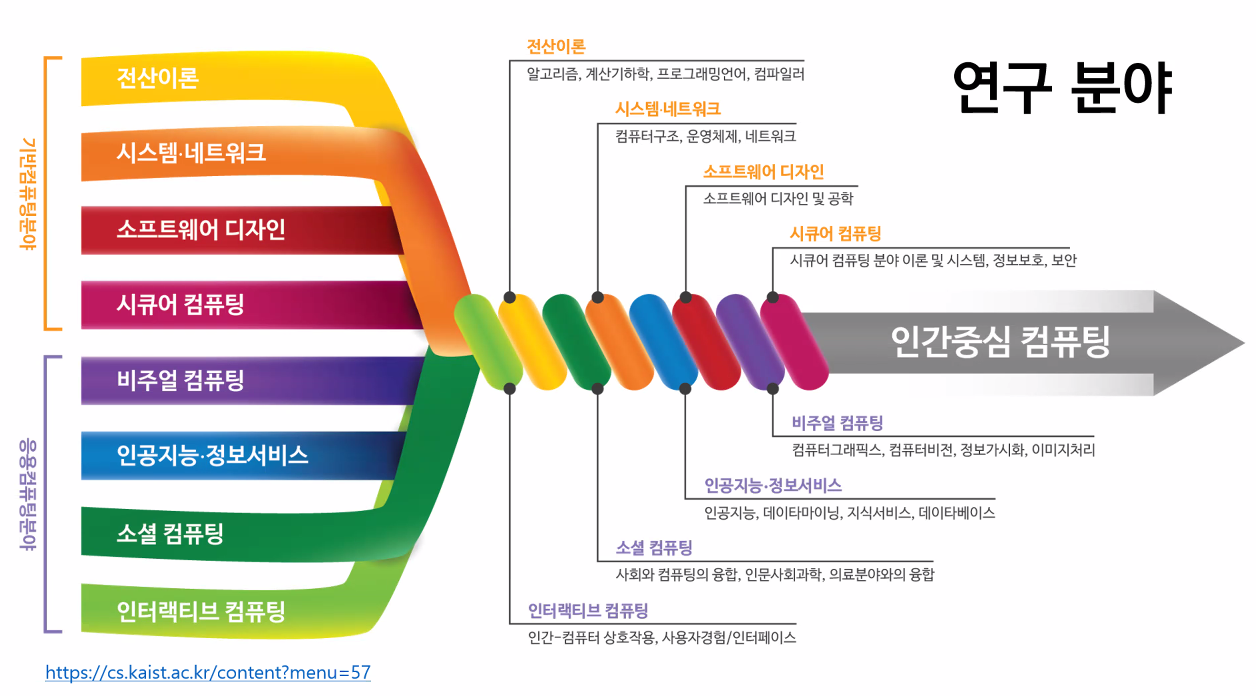 연구 분야
기반컴퓨팅분야
전산이론
시스템·네트워크
소프트웨어 디자인
시큐어 컴퓨팅
응용컴퓨팅분야
비주얼 컴퓨팅
인공지능·정보서비스
소셜 컴퓨팅
인터랙티브 컴퓨팅
전산이론
알고리즘, 계산기하학, 프로그래밍언어, 컴파일러
시스템·네트워크
컴퓨터구조, 운영체제, 네트워크
소프트웨어 디자인
소프트웨어 디자인 및 공학
시큐어 컴퓨팅
시큐어 컴퓨팅 분야 이론 및 시스템, 정보보호, 보안
인간중심 컴퓨팅
비주얼 컴퓨팅
컴퓨터그래픽스, 컴퓨터비전, 정보가시화, 이미지처리
인공지능·정보서비스
인공지능, 데이타마이닝, 지식서비스, 데이타베이스
소셜 컴퓨팅
사회와 컴퓨팅의 융합, 인문사회과학, 의료분야와의 융합
인터랙티브 컴퓨팅
인간-컴퓨터 상호작용, 사용자경험/인터페이스
https://cs.kaist.ac.kr/content?menu=57